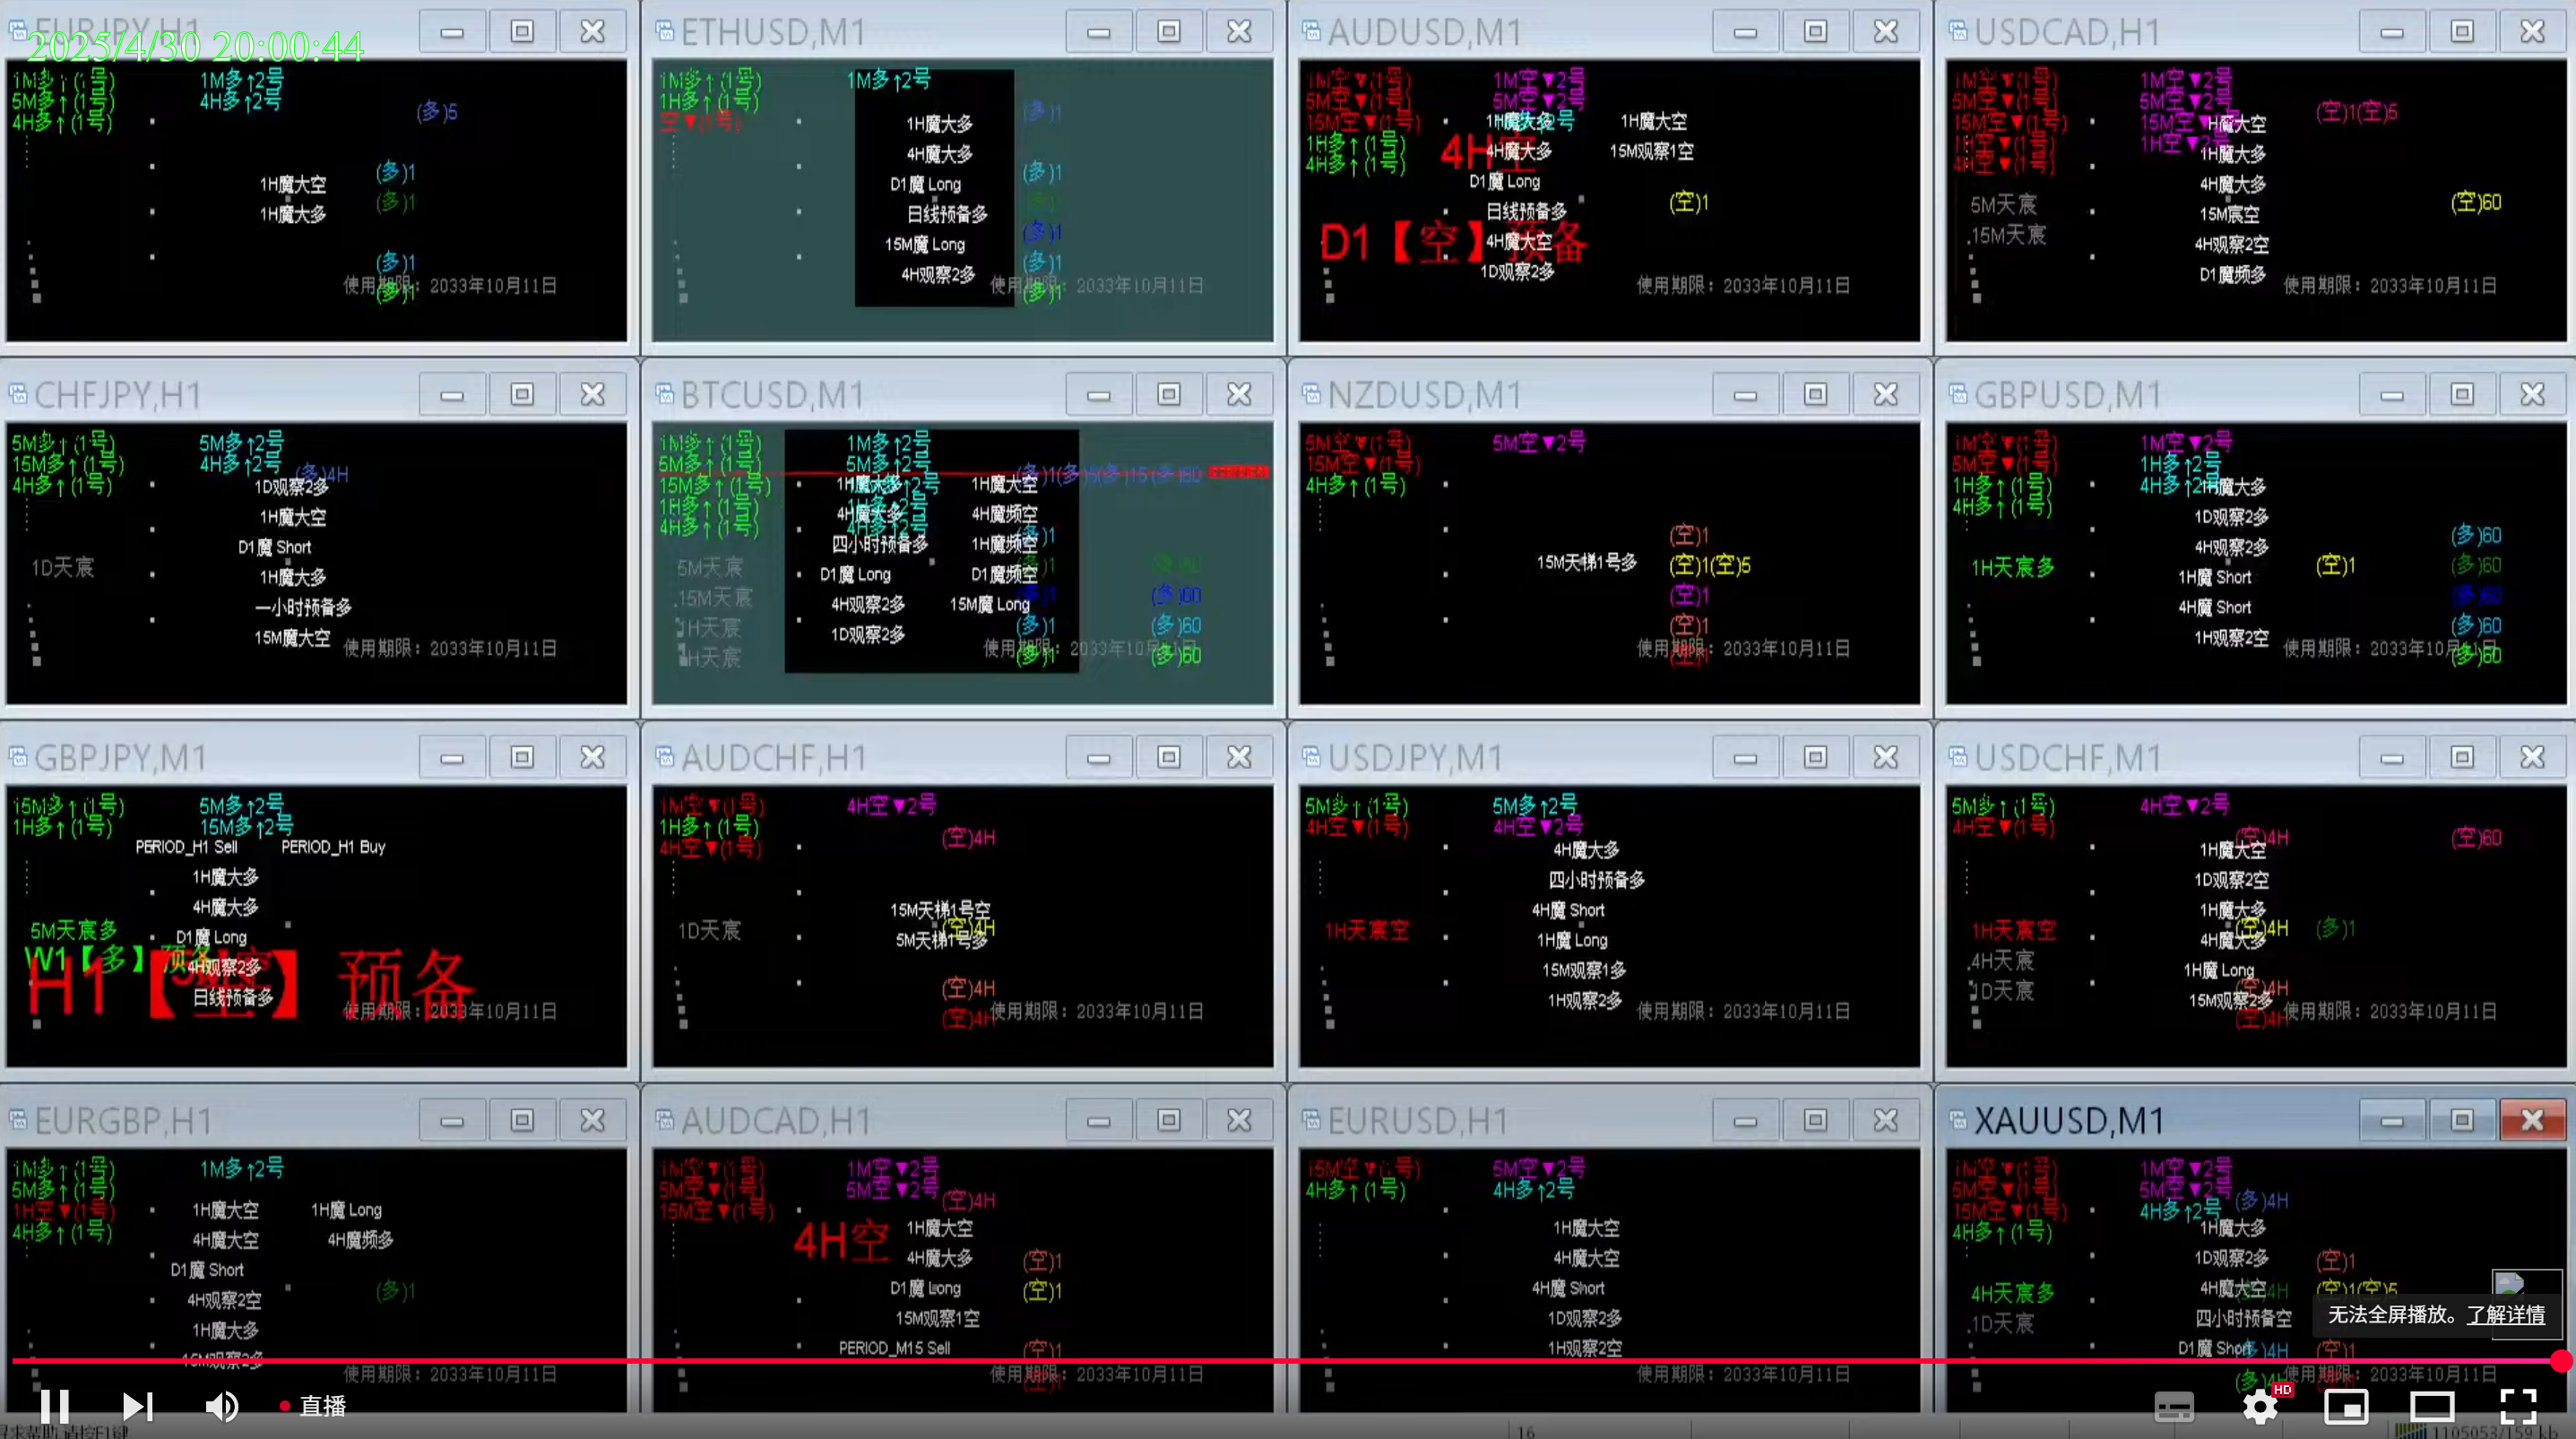 EURJPY,H1
2025/4/30 20:00:44
1M多↑(1号) 1M多↑2号
5M多↑(1号) 4H多↑2号 (多)5
4H多↑(1号)
(多)1
1H魔大空
(多)1
1H魔大多
(多)1
使用期限：2033年10月11日
(多)1
ETHUSD,M1
1M多↑(1号) 1M多↑2号
1H多↑(1号) (多)1
空▼(1号) 1H魔大多
4H魔大多
(多)1
D1魔 Long
日线预备多
(多)1
15M魔 Long
(多)1
4H观察2多
使用期限：2033年10月11日
(多)1
AUDUSD,M1
1M空▼(1号) 1M空▼2号
5M空▼(1号) 5M空▼2号
15M空▼(1号) 1H魔大多 1H魔大空
1H多↑(1号) 4H空 4H魔大多 15M观察1空
4H多↑(1号)
D1魔 Long
(空)1
日线预备多
D1【空】预备 4H魔大空
1D观察2多
使用期限：2033年10月11日
USDCAD,H1
1M空▼(1号) 1M空▼2号
5M空▼(1号) 5M空▼2号 (空)1(空)5
15M空▼(1号) 15M空▼ 1H魔大空
1H空▼(1号) 1H空▼2号 1H魔大多
4H空▼(1号)
4H魔大多
5M天宸 (空)60
15M宸空
15M天宸 4H观察2空
D1魔频多
使用期限：2033年10月11日
CHFJPY,H1
5M多↑(1号) 5M多↑2号
15M多↑(1号) 4H多↑2号 (多)4H
4H多↑(1号) 1D观察2多
1H魔大空
D1魔 Short
1D天宸
1H魔大多
一小时预备多
15M魔大空
使用期限：2033年10月11日
BTCUSD,M1
1M多↑(1号) 1M多↑2号
5M多↑(1号) 5M多↑2号 (多)1(多)5(多)15(多)60
15M多↑(1号) 1H魔大多 1H魔大空
1H多↑(1号) 1H多↑2号
4H多↑(1号) 4H魔大多 4H多↑2号 4H魔频空
四小时预备多 1H魔频空 (多)1
5M天宸 D1魔 Long D1魔频空
15M天宸 4H观察2多 15M魔 Long (多)60
1H天宸 1D观察2多 (多)1 (多)60
使用期限：2033年10月11日
(多)1 (多)60
NZDUSD,M1
5M空▼(1号) 5M空▼2号
15M空▼(1号)
4H多↑(1号)
(空)1
15M天梯1号多 (空)1(空)5
(空)1
(空)1
使用期限：2033年10月11日
GBPUSD,M1
1M空▼(1号) 1M空▼2号
5M空▼(1号) 1H多↑2号
1H多↑(1号) 4H多↑2号 1H魔大多
4H多↑(1号)
1D观察2多
4H观察2多 (多)60
1H天宸多 (空)1 (多)60
1H魔 Short
4H魔 Short (多)60
1H观察2空 (多)60
使用期限：2033年10月11日
(多)60
GBPJPY,M1
15M多↑(1号) 5M多↑2号
1H多↑(1号) 15M多↑2号
PERIOD_H1 Sell PERIOD_H1 Buy
1H魔大多
4H魔大多
5M天宸多 D1魔 Long
W1【多】预备 4H观察2多
H1【空】预备
日线预备多
使用期限：2033年10月11日
AUDCHF,H1
1M空▼(1号) 4H空▼2号
1H多↑(1号) (空)4H
4H空▼(1号)
15M天梯1号空
1D天宸 (空)4H
5M天梯1号多
(空)4H
(空)4H
使用期限：2033年10月11日
USDJPY,M1
5M多↑(1号) 5M多↑2号
4H空▼(1号) 4H空▼2号
4H魔大多
四小时预备多
4H魔 Short
1H天宸空 1H魔 Long
15M观察1多
1H观察2多
使用期限：2033年10月11日
USDCHF,M1
5M多↑(1号) 4H空▼2号
4H空▼(1号) (空)4H (空)60
1H魔大空
1D观察2空
1H魔大多
1H天宸空 (空)4H (多)1
4H魔大多
4H天宸 1H魔 Long
1D天宸 (空)4H
15M观察2多
(空)4H
使用期限：2033年10月11日
EURGBP,H1
1M多↑(1号) 1M多↑2号
5M多↑(1号)
1H空▼(1号) 1H魔大空 1H魔 Long
4H多↑(1号) 4H魔大空 4H魔频多
D1魔 Short
4H观察2空 (多)1
1H魔大多
15M观察2多
使用期限：2033年10月11日
AUDCAD,H1
1M空▼(1号) 1M空▼2号
5M空▼(1号) 5M空▼2号 (空)4H
15M空▼(1号)
4H空 1H魔大空
4H魔大多 (空)1
D1魔 Long (空)1
15M观察1空
PERIOD_M15 Sell (空)1
使用期限：2033年10月11日
EURUSD,H1
15M空▼(1号) 5M空▼2号
4H多↑(1号) 4H多↑2号
1H魔大空
4H魔大空
4H魔 Short
1D观察2多
1H观察2空
使用期限：2033年10月11日
XAUUSD,M1
1M空▼(1号) 1M空▼2号
5M空▼(1号) 5M空▼2号 (多)4H
15M空▼(1号) 4H多↑2号
4H多↑(1号) 1H魔大多
1D观察2多 (空)1
4H天宸多 4H魔大空 (空)1(空)5
1D天宸 四小时预备空
D1魔 Short (多)4H (空)1
使用期限：2033年10月11日
无法全屏播放。了解详情
直播
HD
16
1105053/159 kb